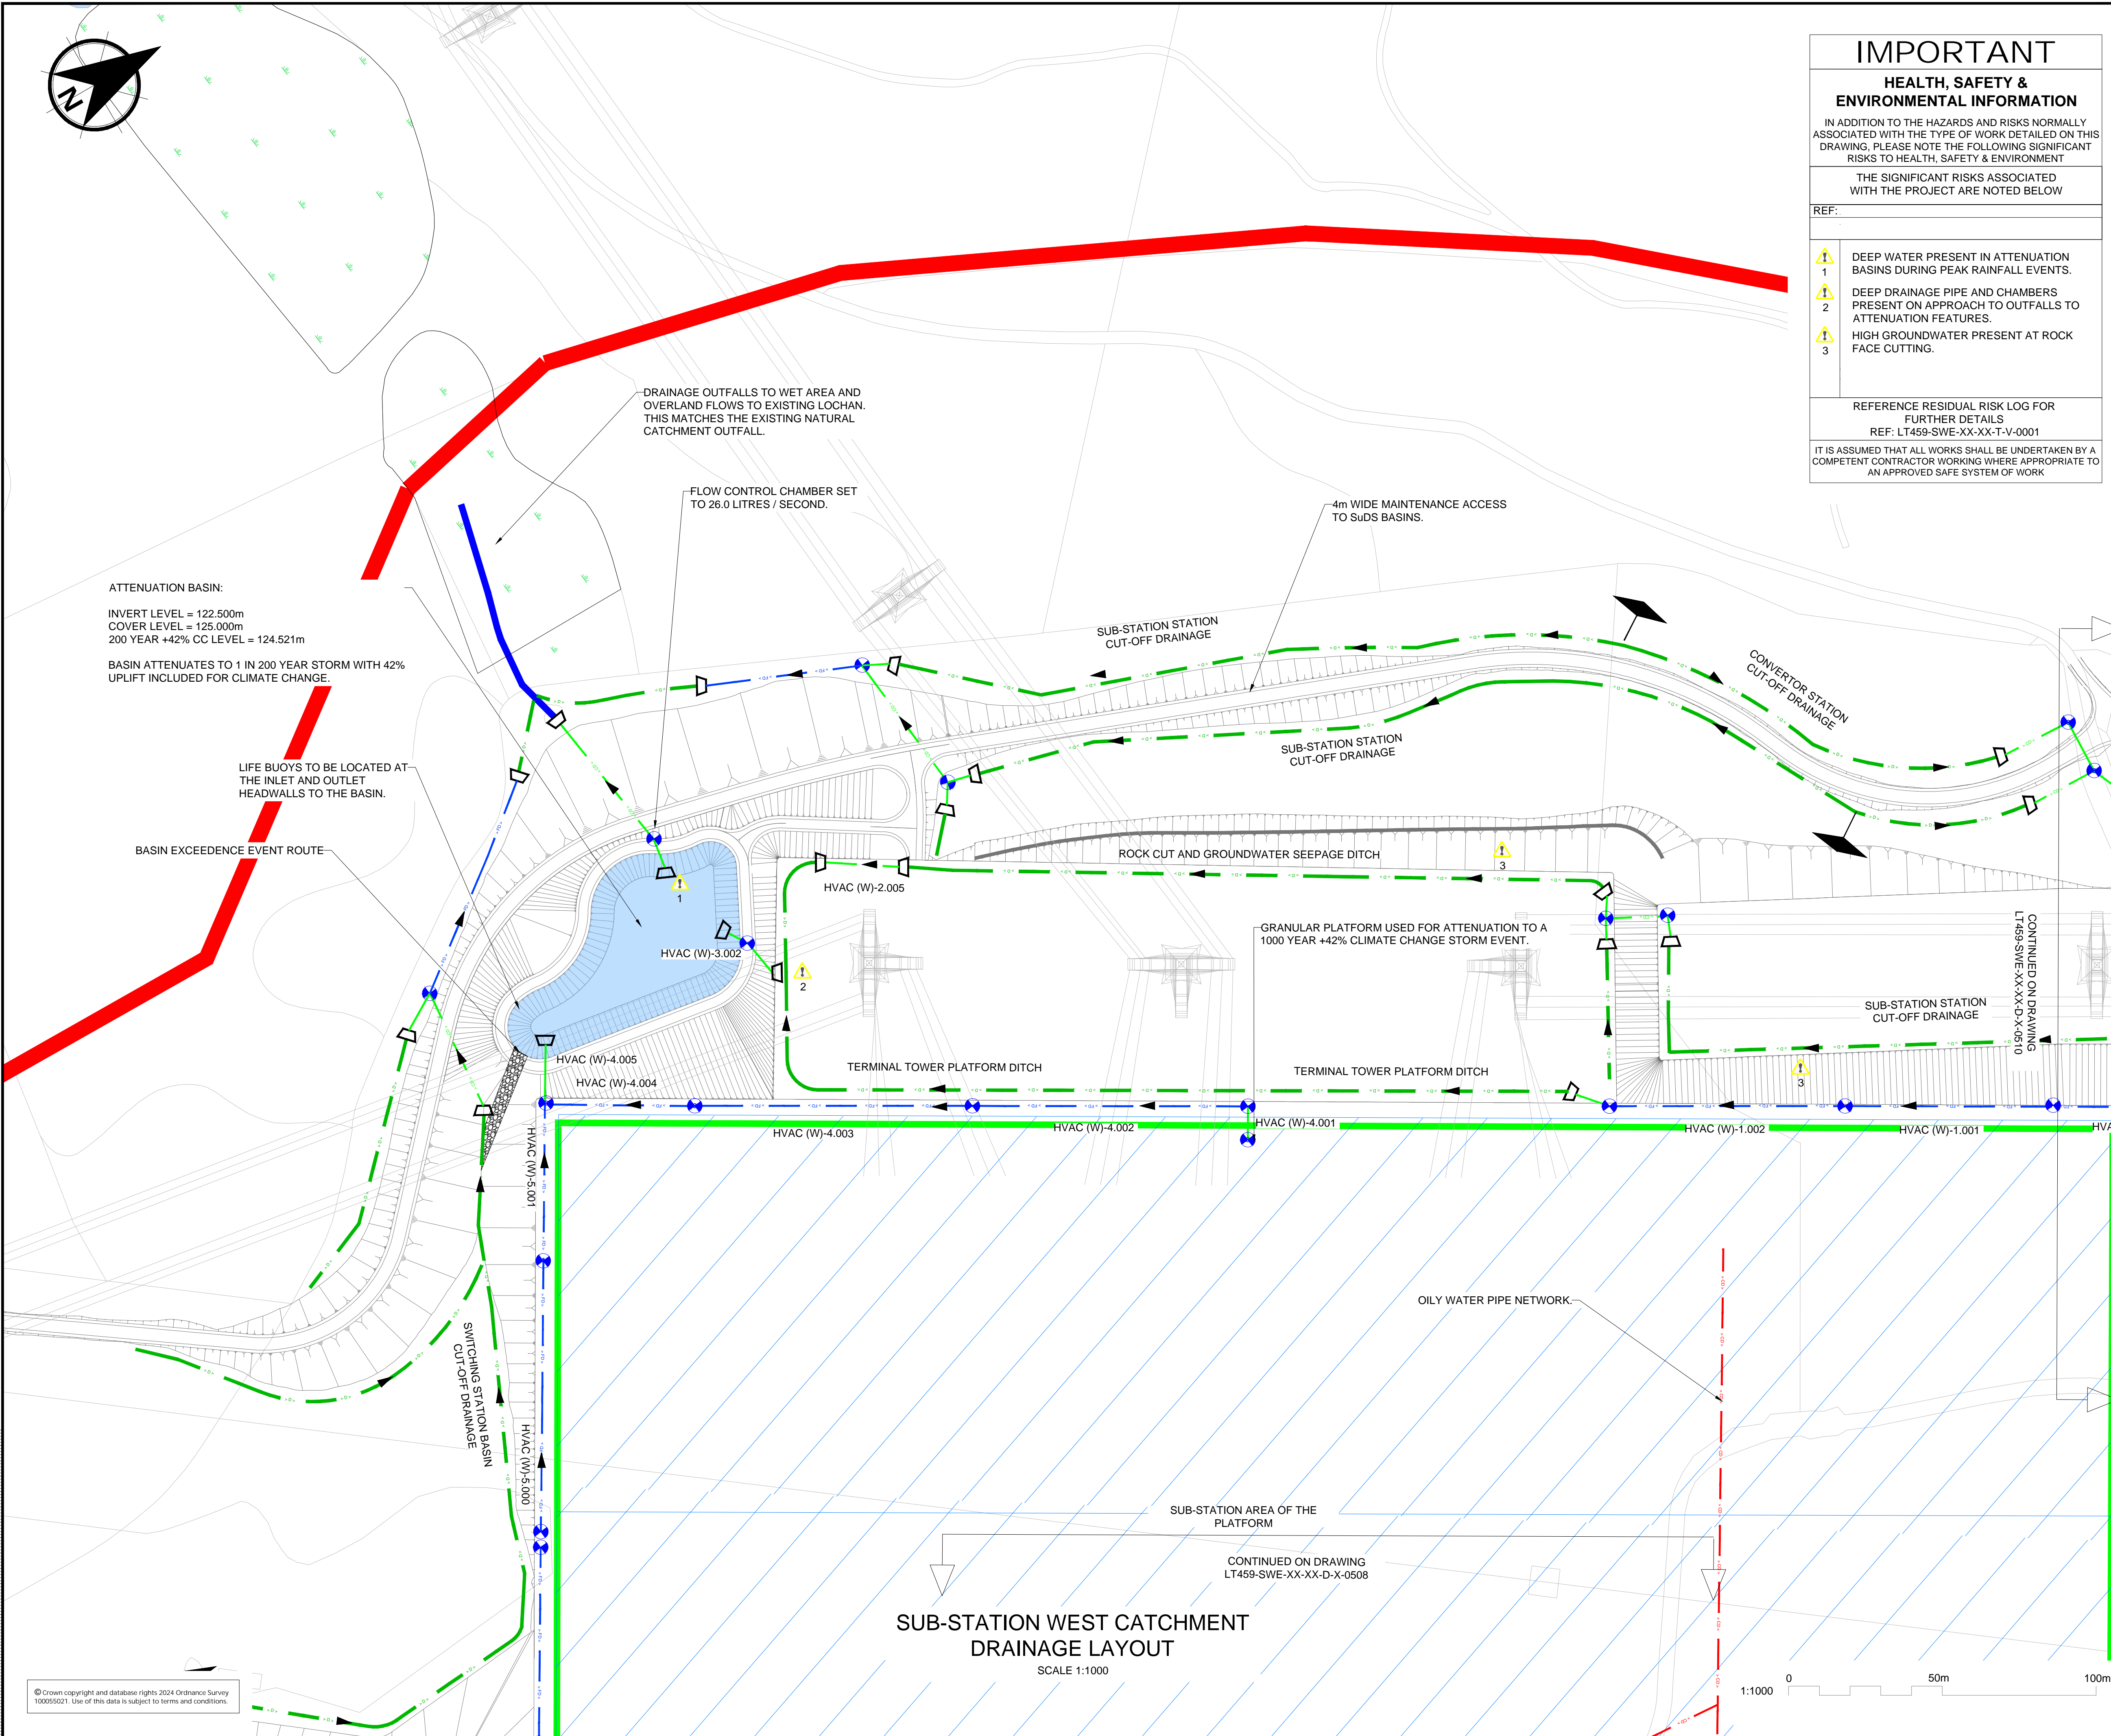 N
IMPORTANT
HEALTH, SAFETY &
ENVIRONMENTAL INFORMATION
IN ADDITION TO THE HAZARDS AND RISKS NORMALLY
ASSOCIATED WITH THE TYPE OF WORK DETAILED ON THIS
DRAWING, PLEASE NOTE THE FOLLOWING SIGNIFICANT
RISKS TO HEALTH, SAFETY & ENVIRONMENT
THE SIGNIFICANT RISKS ASSOCIATED
WITH THE PROJECT ARE NOTED BELOW
REF:
1
DEEP WATER PRESENT IN ATTENUATION
BASINS DURING PEAK RAINFALL EVENTS.
2
DEEP DRAINAGE PIPE AND CHAMBERS
PRESENT ON APPROACH TO OUTFALLS TO
ATTENUATION FEATURES.
3
HIGH GROUNDWATER PRESENT AT ROCK
FACE CUTTING.
REFERENCE RESIDUAL RISK LOG FOR
FURTHER DETAILS
REF: LT459-SWE-XX-XX-T-V-0001
IT IS ASSUMED THAT ALL WORKS SHALL BE UNDERTAKEN BY A
COMPETENT CONTRACTOR WORKING WHERE APPROPRIATE TO
AN APPROVED SAFE SYSTEM OF WORK
DRAINAGE OUTFALLS TO WET AREA AND
OVERLAND FLOWS TO EXISTING LOCHAN.
THIS MATCHES THE EXISTING NATURAL
CATCHMENT OUTFALL.
FLOW CONTROL CHAMBER SET
TO 26.0 LITRES / SECOND.
4m WIDE MAINTENANCE ACCESS
TO SuDS BASINS.
ATTENUATION BASIN:
INVERT LEVEL = 122.500m
COVER LEVEL = 125.000m
200 YEAR +42% CC LEVEL = 124.521m
BASIN ATTENUATES TO 1 IN 200 YEAR STORM WITH 42%
UPLIFT INCLUDED FOR CLIMATE CHANGE.
SUB-STATION STATION
CUT-OFF DRAINAGE
CONVERTOR STATION
CUT-OFF DRAINAGE
SUB-STATION STATION
CUT-OFF DRAINAGE
LIFE BUOYS TO BE LOCATED AT
THE INLET AND OUTLET
HEADWALLS TO THE BASIN.
BASIN EXCEEDENCE EVENT ROUTE
ROCK CUT AND GROUNDWATER SEEPAGE DITCH
3
1
HVAC (W)-2.005
GRANULAR PLATFORM USED FOR ATTENUATION TO A
1000 YEAR +42% CLIMATE CHANGE STORM EVENT.
HVAC (W)-3.002
2
CONTINUED ON DRAWING
LT459-SWE-XX-XX-D-X-0510
SUB-STATION STATION
CUT-OFF DRAINAGE
HVAC (W)-4.005
HVAC (W)-4.004
TERMINAL TOWER PLATFORM DITCH
TERMINAL TOWER PLATFORM DITCH
3
HVAC (W)-4.003
HVAC (W)-4.002
HVAC (W)-4.001
HVAC (W)-1.002
HVAC (W)-1.001
HVA
HVAC (W)-5.001
OILY WATER PIPE NETWORK.
SWITCHING STATION BASIN
CUT-OFF DRAINAGE
HVAC (W)-5.000
SUB-STATION AREA OF THE
PLATFORM
CONTINUED ON DRAWING
LT459-SWE-XX-XX-D-X-0508
SUB-STATION WEST CATCHMENT
DRAINAGE LAYOUT
SCALE 1:1000
© Crown copyright and database rights 2024 Ordnance Survey
100055021. Use of this data is subject to terms and conditions.
1:1000
0 50m 100m